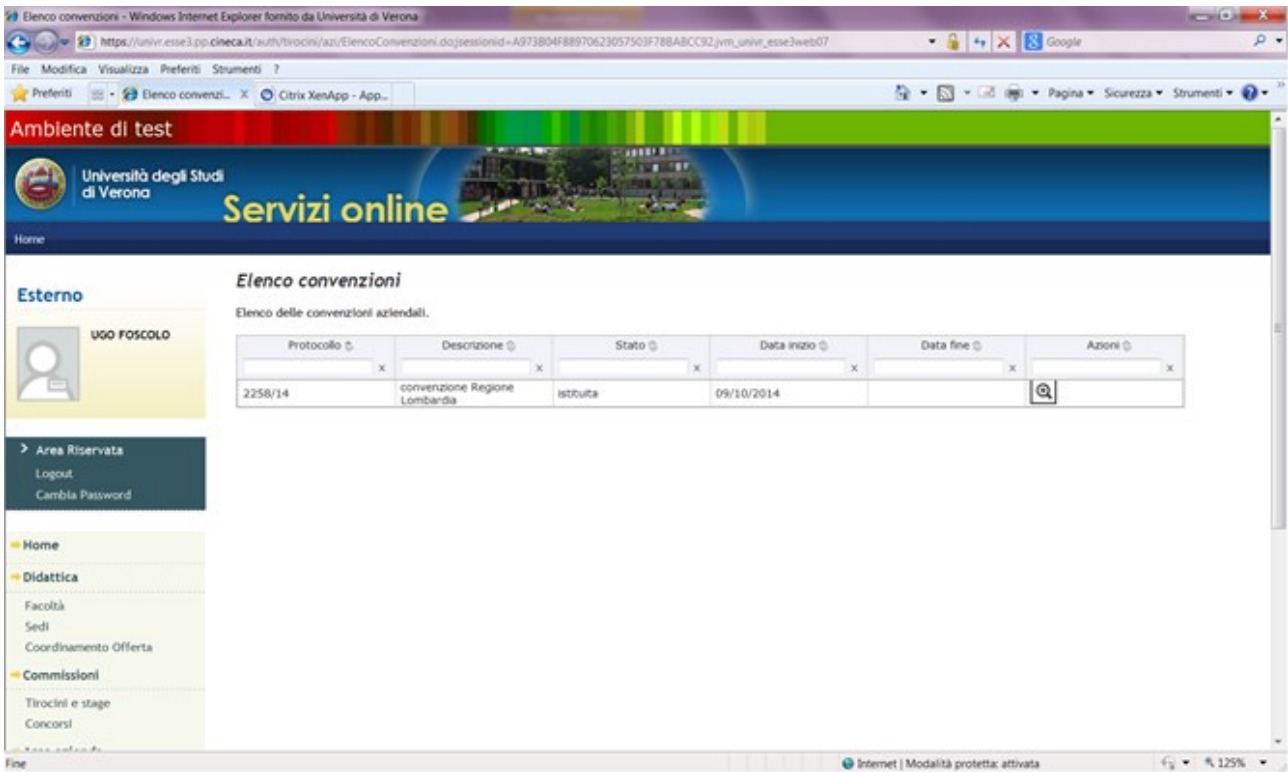 Elenco convenzioni - Windows Internet Explorer fornito da Università di Verona
https://univr.esse3.pp.cineca.it/auth/tirocini/azi/ElencoConvenzioni.do;jsessionid=A973B04F88970623057503F78BABCC92.jvm_univr_esse3web07
Google
File Modifica Visualizza Preferiti Strumenti ?
Preferiti Elenco convenzi... X Citrix XenApp - App... Pagina Sicurezza Strumenti
Ambiente di test
Università degli Studi
di Verona
Servizi online
Home
Esterno
UGO FOSCOLO
Area Riservata
Logout
Cambia Password
Home
Didattica
Facoltà
Sedi
Coordinamento Offerta
Commissioni
Tirocini e stage
Concorsi
Elenco convenzioni
Elenco delle convenzioni aziendali.
Protocollo Descrizione Stato Data inizio Data fine Azioni
x x x x x x
2258/14 convenzione Regione Lombardia istituita 09/10/2014
Fine Internet | Modalità protetta: attivata 125%